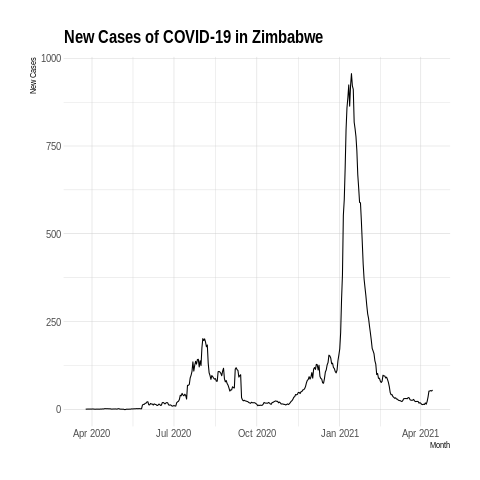 New Cases of COVID-19 in Zimbabwe
New Cases
1000
750
500
250
0
Apr 2020 Jul 2020 Oct 2020 Jan 2021 Apr 2021
Month